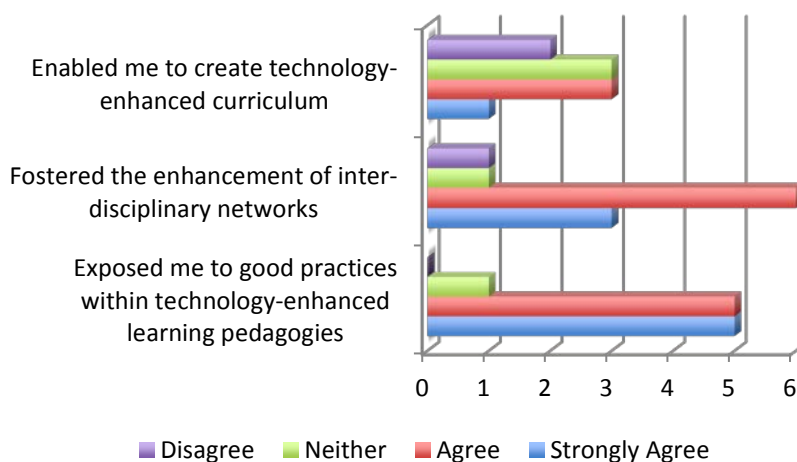 Enabled me to create technology-
enhanced curriculum
Fostered the enhancement of inter-
disciplinary networks
Exposed me to good practices
within technology-enhanced
learning pedagogies
0 1 2 3 4 5 6
Disagree Neither Agree Strongly Agree